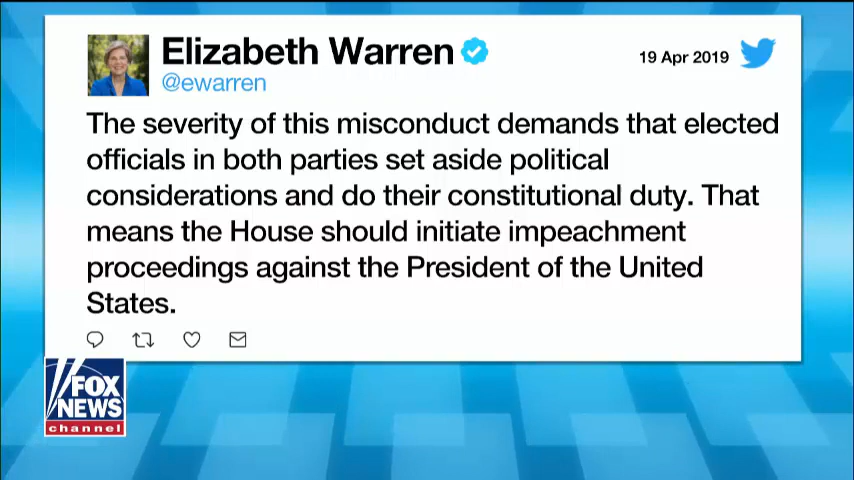 Elizabeth Warren
19 Apr 2019
@ewarren
The severity of this misconduct demands that elected
officials in both parties set aside political
considerations and do their constitutional duty. That
means the House should initiate impeachment
proceedings against the President of the United
States.
FOX
NEWS
channel